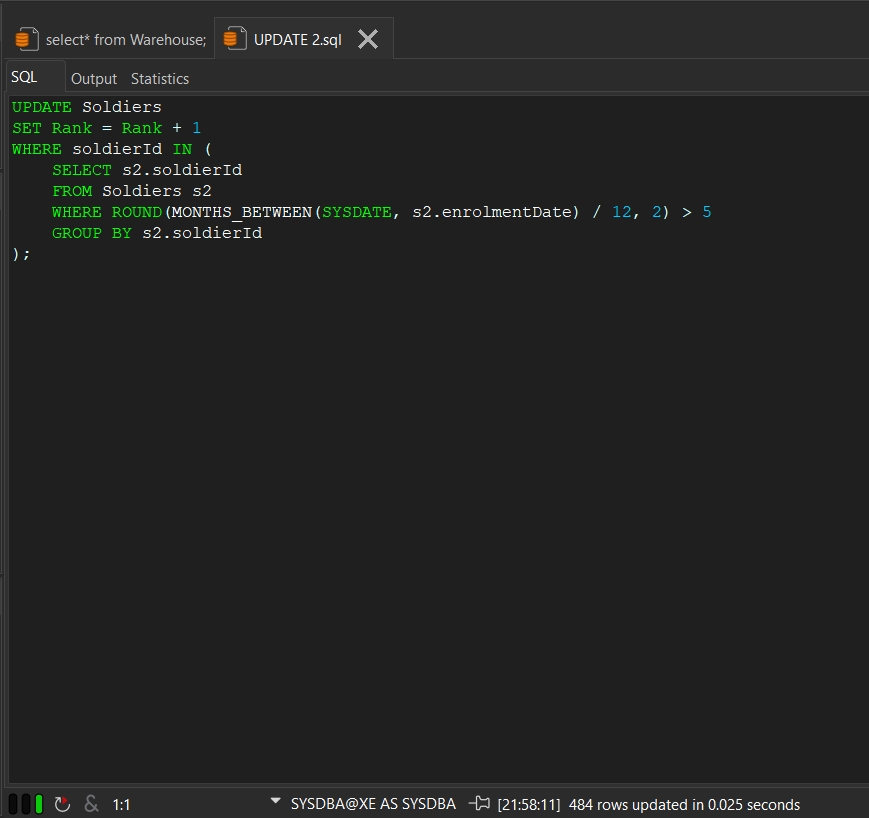 select* from Warehouse; UPDATE 2.sql
SQL Output Statistics
UPDATE Soldiers
SET Rank = Rank + 1
WHERE soldierId IN (
    SELECT s2.soldierId
    FROM Soldiers s2
    WHERE ROUND(MONTHS_BETWEEN(SYSDATE, s2.enrolmentDate) / 12, 2) > 5
    GROUP BY s2.soldierId
);
& 1:1 SYSDBA@XE AS SYSDBA [21:58:11] 484 rows updated in 0.025 seconds